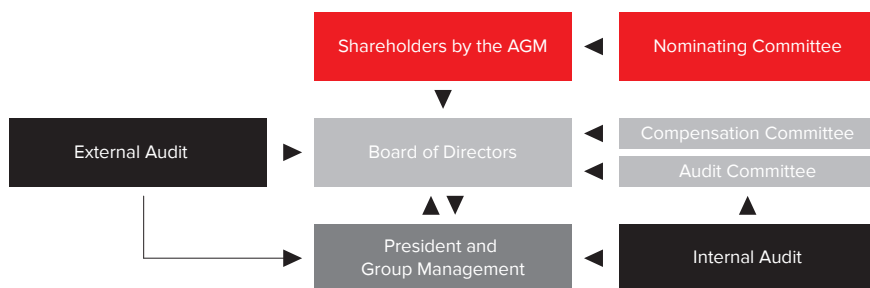 Shareholders by the AGM
Nominating Committee
External Audit
Board of Directors
Compensation Committee
Audit Committee
President and
Group Management
Internal Audit